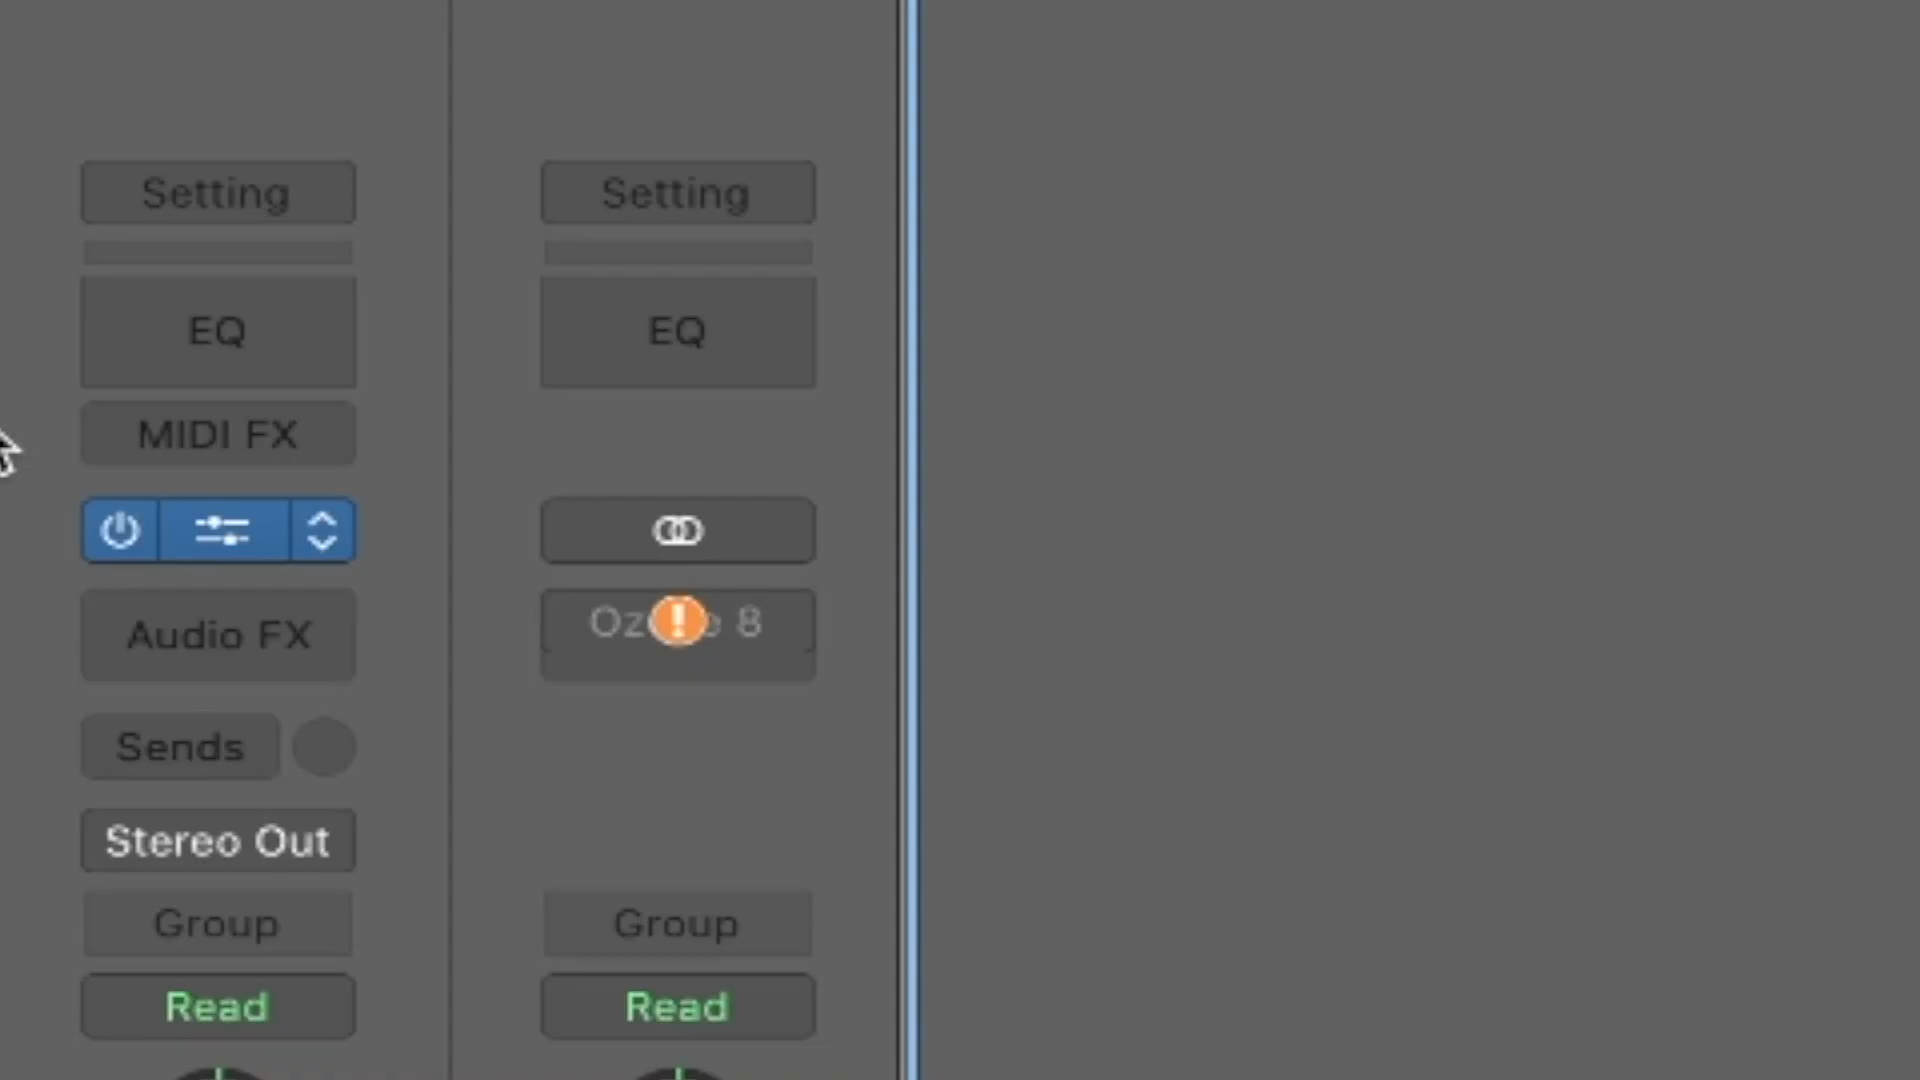 Setting
EQ
MIDI FX
Audio FX
Sends
Stereo Out
Group
Read
Setting
EQ
8
Group
Read